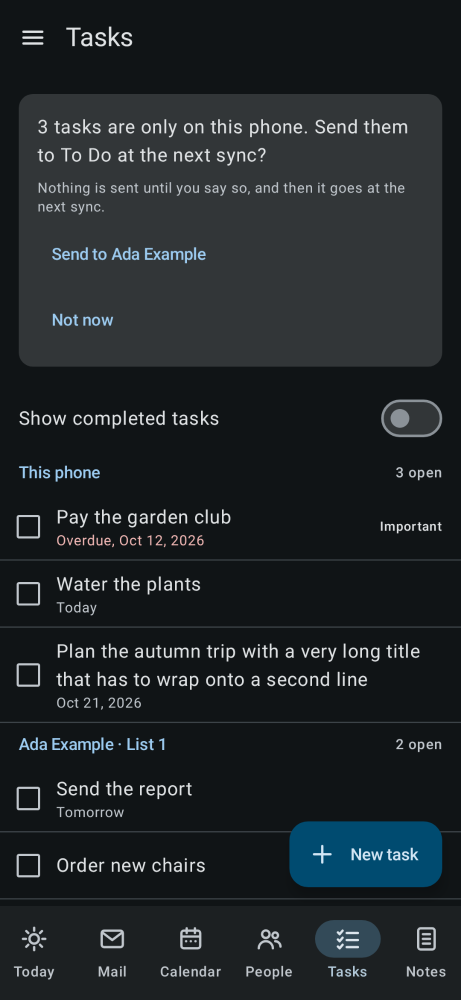 Tasks
3 tasks are only on this phone. Send them
to To Do at the next sync?
Nothing is sent until you say so, and then it goes at the
next sync.
Send to Ada Example
Not now
Show completed tasks
This phone
3 open
Pay the garden club
Overdue, Oct 12, 2026
Important
Water the plants
Today
Plan the autumn trip with a very long title
that has to wrap onto a second line
Oct 21, 2026
Ada Example · List 1
2 open
Send the report
Tomorrow
Order new chairs
New task
Today
Mail
Calendar
People
Tasks
Notes